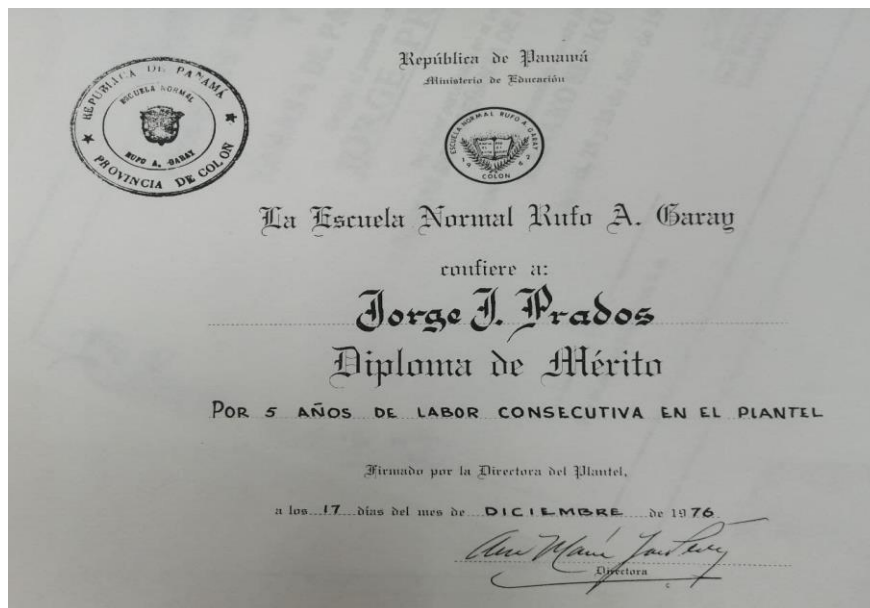 REPUBLICA DE PANAMÁ
ESCUELA NORMAL
RUFO A. GARAY
PROVINCIA DE COLON
República de Panamá
Ministerio de Educación
ESCUELA NORMAL RUFO A GARAY
COLON
La Escuela Normal Rufo A. Garay
confiere a:
Jorge J. Prados
Diploma de Mérito
POR 5 AÑOS DE LABOR CONSECUTIVA EN EL PLANTEL
Firmado por la Directora del Plantel,
a los 17 días del mes de DICIEMBRE de 1976
Directora